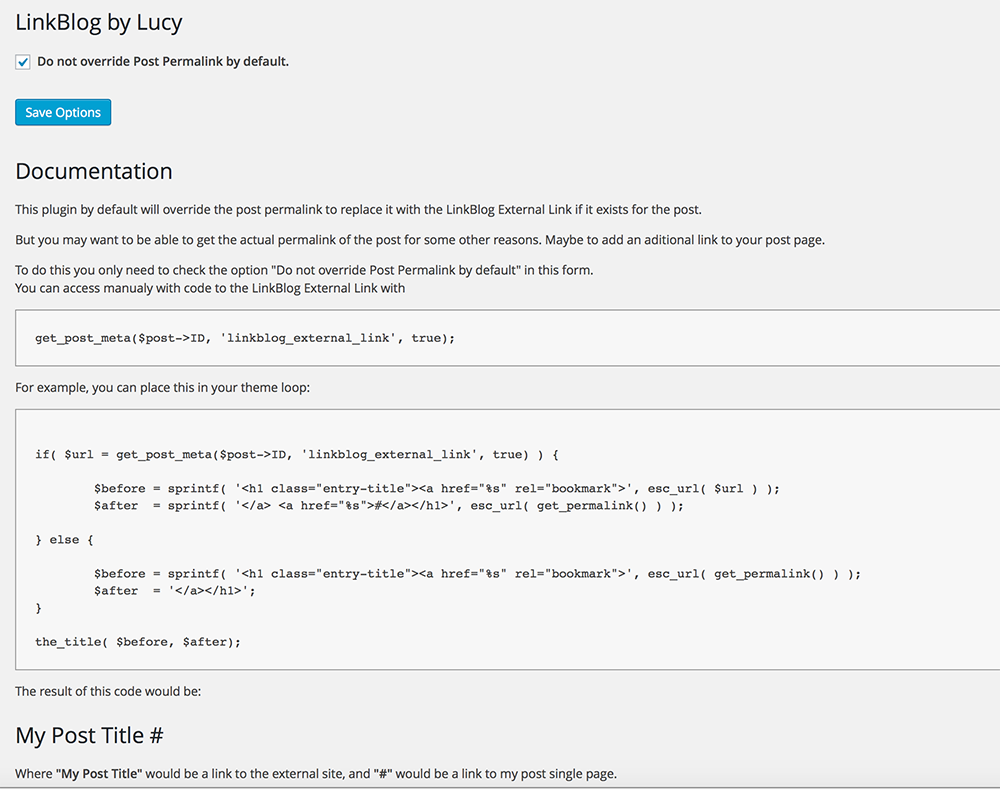 LinkBlog by Lucy
Do not override Post Permalink by default.
Save Options
Documentation
This plugin by default will override the post permalink to replace it with the LinkBlog External Link if it exists for the post.
But you may want to be able to get the actual permalink of the post for some other reasons. Maybe to add an aditional link to your post page.
To do this you only need to check the option "Do not override Post Permalink by default" in this form.
You can access manualy with code to the LinkBlog External Link with
get_post_meta($post->ID, 'linkblog_external_link', true);
For example, you can place this in your theme loop:
if( $url = get_post_meta($post->ID, 'linkblog_external_link', true) ) {
$before = sprintf( '<h1 class="entry-title"><a href="%s" rel="bookmark">', esc_url( $url ) );
$after  = sprintf( '</a> <a href="%s">#</a></h1>', esc_url( get_permalink() ) );
} else {
$before = sprintf( '<h1 class="entry-title"><a href="%s" rel="bookmark">', esc_url( get_permalink() ) );
$after  = '</a></h1>';
}
the_title( $before, $after);
The result of this code would be:
My Post Title #
Where "My Post Title" would be a link to the external site, and "#" would be a link to my post single page.